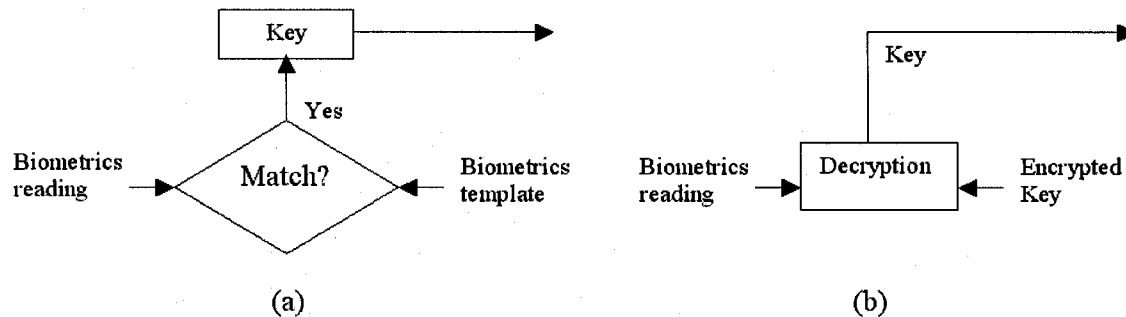 Key
Yes
Biometrics
reading
Match?
Biometrics
template
(a)
Key
Biometrics
reading
Decryption
Encrypted
Key
(b)